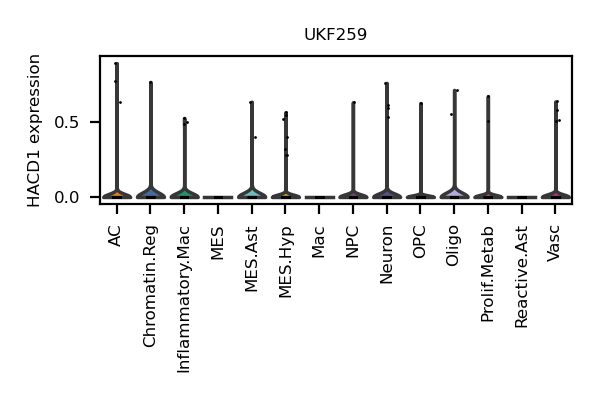 UKF259
HACD1 expression
0.5
0.0
AC
Chromatin.Reg
Inflammatory.Mac
MES
MES.Ast
MES.Hyp
Mac
NPC
Neuron
OPC
Oligo
Prolif.Metab
Reactive.Ast
Vasc